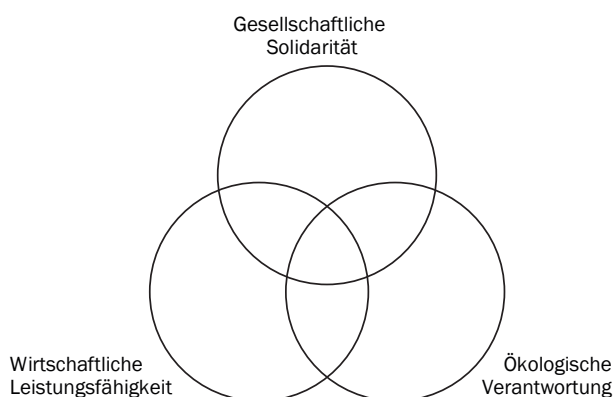 Gesellschaftliche
Solidarität
Wirtschaftliche
Leistungsfähigkeit
Ökologische
Verantwortung